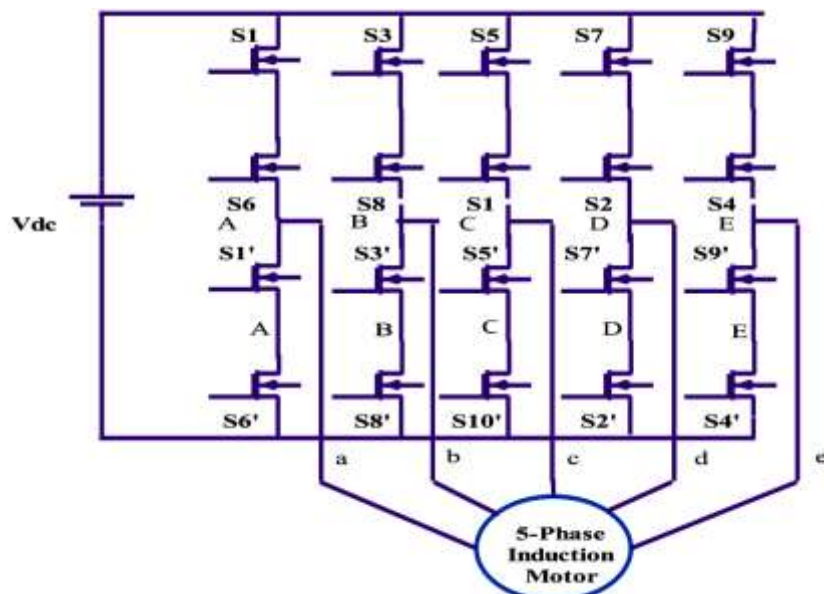 S1 S3 S5 S7 S9
S6 S8 S1 S2 S4
Vdc
A B C D E
S1' S3' S5' S7' S9'
A B C D E
S6' S8' S10' S2' S4'
a b c d e
5-Phase
Induction
Motor